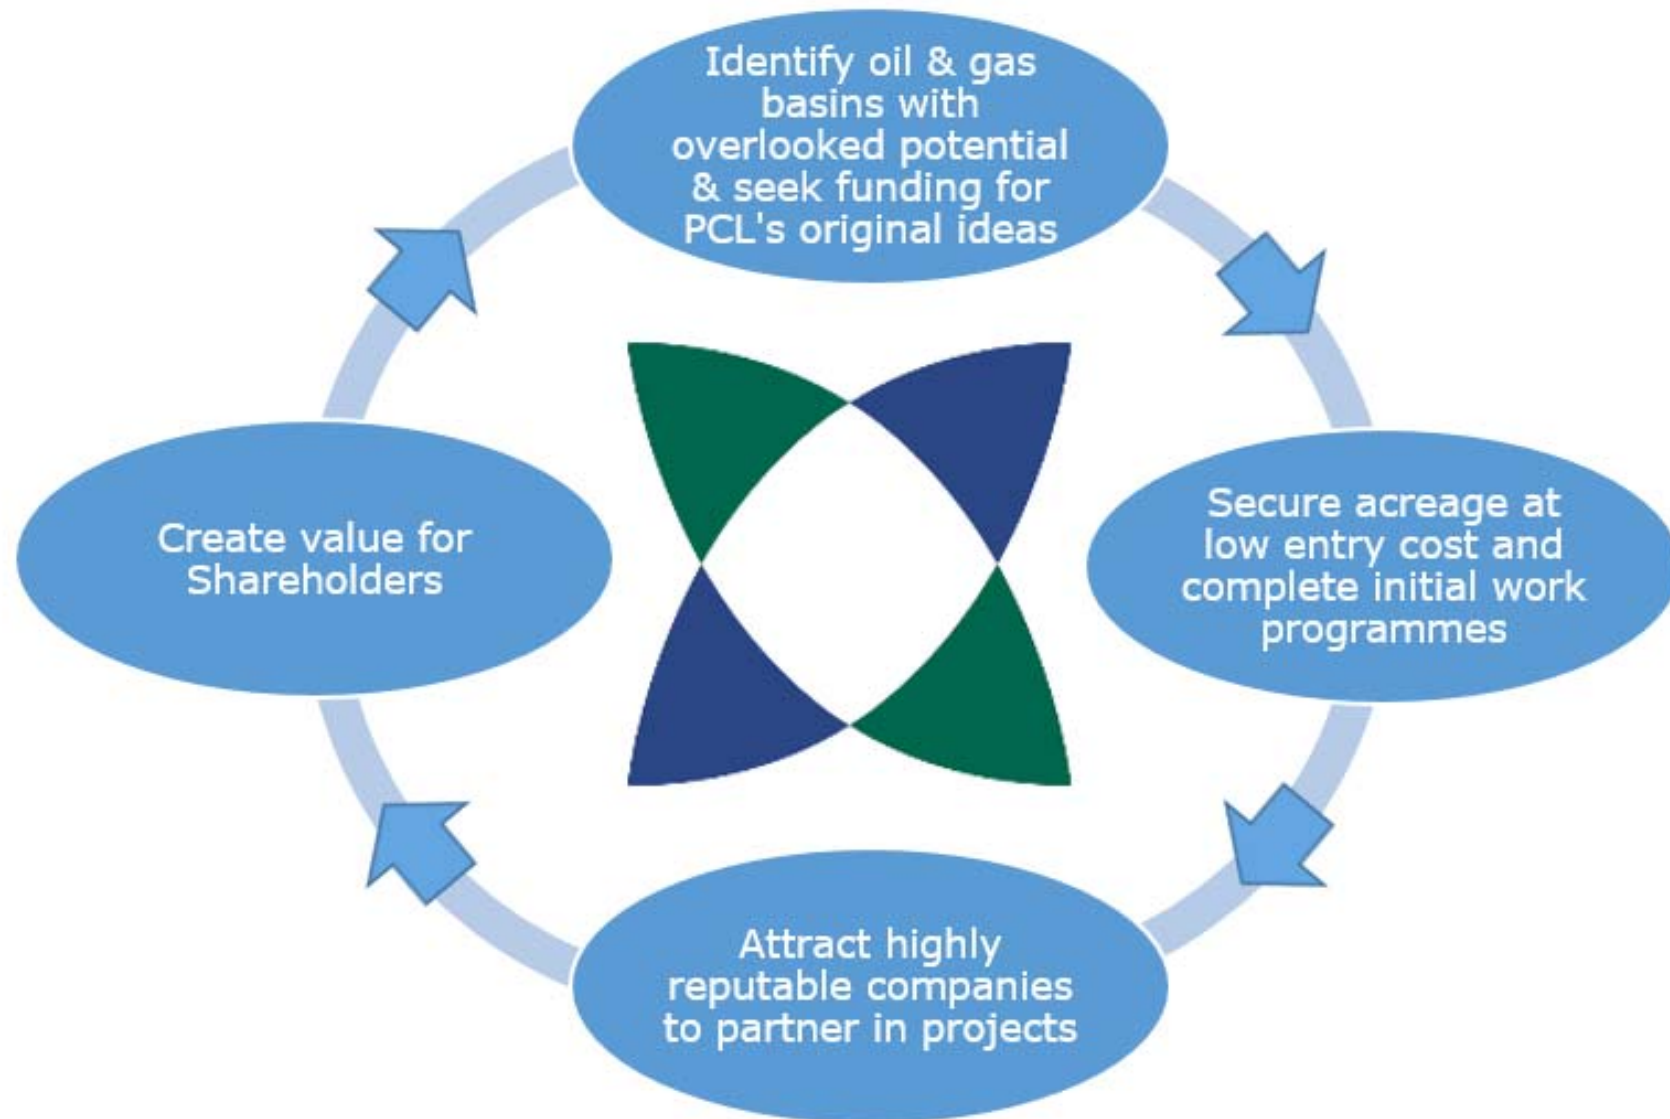 Identify oil & gas
basins with
overlooked potential
& seek funding for
PCL's original ideas
Secure acreage at
low entry cost and
complete initial work
programmes
Attract highly
reputable companies
to partner in projects
Create value for
Shareholders